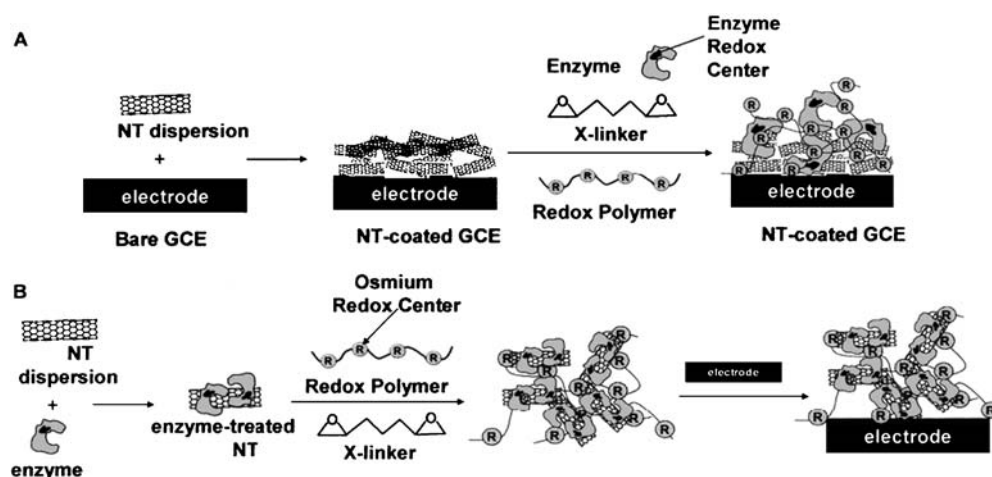 A
NT dispersion
+
electrode
Bare GCE
electrode
NT-coated GCE
Enzyme
Enzyme
Redox
Center
X-linker
R R R R
Redox Polymer
R R R R R R R R
electrode
NT-coated GCE
B
NT
dispersion
+
enzyme
enzyme-treated
NT
Osmium
Redox Center
R R R R
Redox Polymer
O O
X-linker
R R R R R R R R
electrode
R R R R R R R R
electrode